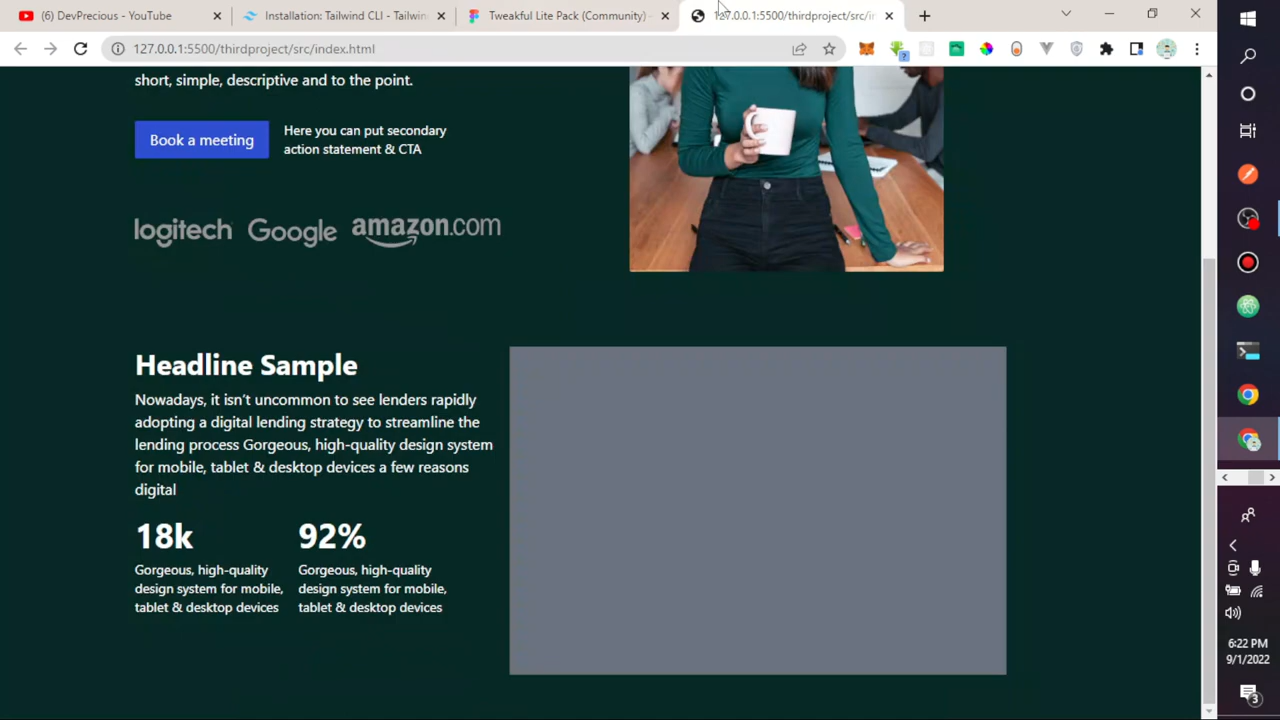 (6) DevPrecious - YouTube
Installation: Tailwind CLI - Tailwin
Tweakful Lite Pack (Community) -
127.0.0.1:5500/thirdproject/src/in
127.0.0.1:5500/thirdproject/src/index.html
short, simple, descriptive and to the point.
Book a meeting
Here you can put secondary
action statement & CTA
logitech Google amazon.com
Headline Sample
Nowadays, it isn’t uncommon to see lenders rapidly
adopting a digital lending strategy to streamline the
lending process Gorgeous, high-quality design system
for mobile, tablet & desktop devices a few reasons
digital
18k
Gorgeous, high-quality
design system for mobile,
tablet & desktop devices
92%
Gorgeous, high-quality
design system for mobile,
tablet & desktop devices
6:22 PM
9/1/2022
3